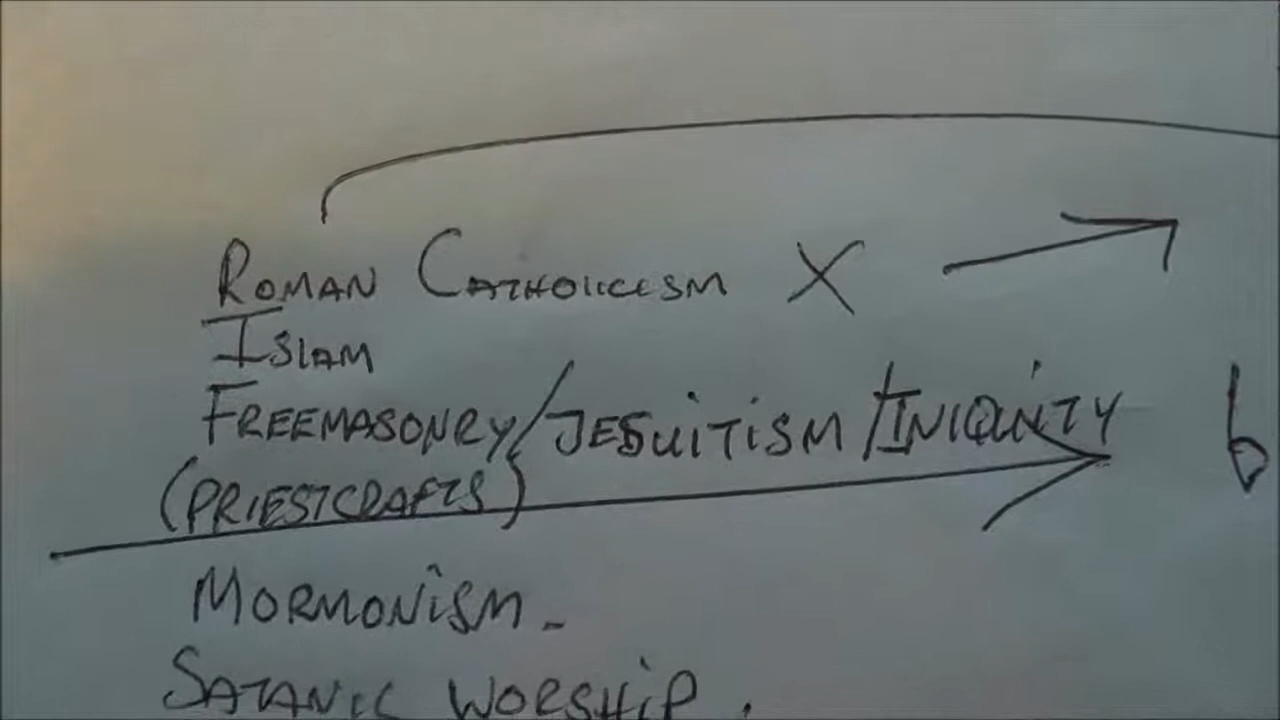 ROMAN CATHOLICISM X
ISLAM
FREEMASONRY/JESUITISM/INIQUITY
(PRIESTCRAFTS)
MORMONISM -
SATANIC WORSHIP.